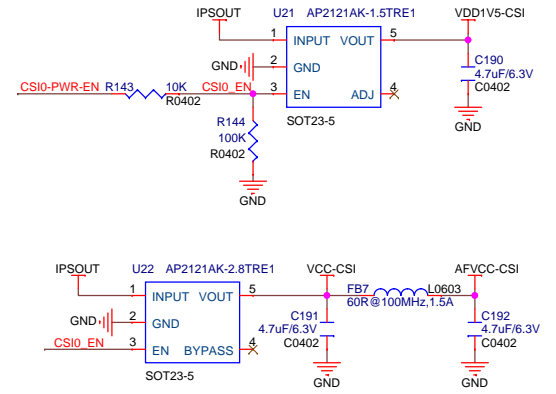 IPSOUT U21 AP2121AK-1.5TRE1 VDD1V5-CSI
1 INPUT VOUT 5
GND 2 GND
C190
4.7uF/6.3V
C0402
CSI0-PWR-EN R143 10K CSI0_EN 3 EN ADJ 4
R0402
GND
R144
100K
R0402
SOT23-5
GND
IPSOUT U22 AP2121AK-2.8TRE1 VCC-CSI AFVCC-CSI
1 INPUT VOUT 5 FB7 L0603
60R@100MHz,1.5A
GND 2 GND
C191
4.7uF/6.3V
C0402
C192
4.7uF/6.3V
C0402
CSI0_EN 3 EN BYPASS 4
SOT23-5
GND GND